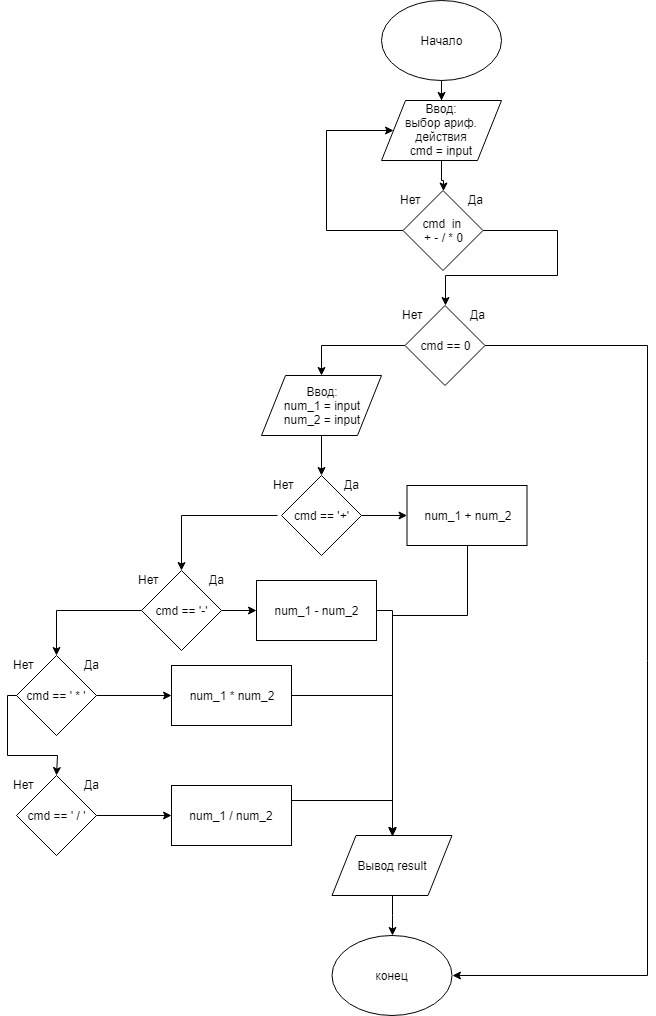 Начало
Ввод:
выбор ариф.
действия
cmd = input
Нет
Да
cmd in
+ - / * 0
Нет
Да
cmd == 0
Ввод:
num_1 = input
num_2 = input
Нет
Да
cmd == '+'
num_1 + num_2
Нет
Да
cmd == '-'
num_1 - num_2
Нет
Да
cmd == ' * '
num_1 * num_2
Нет
Да
cmd == ' / '
num_1 / num_2
Вывод result
конец